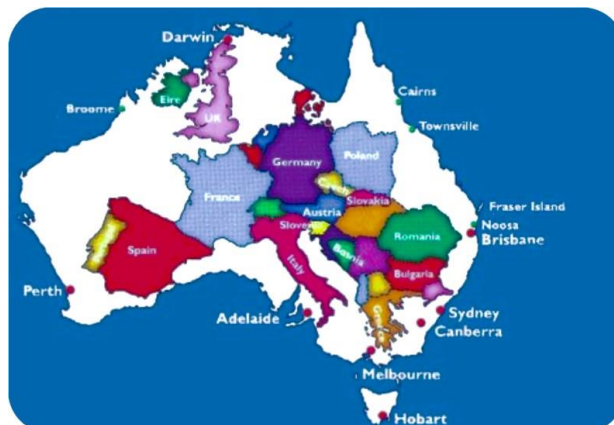 Darwin
Broome
Eire
UK
Cairns
Townsville
Germany
Poland
Czech
France
Slovakia
Austria
Slovenia
Fraser Island
Noosa
Brisbane
Spain
Italy
Bosnia
Romania
Bulgaria
Perth
Adelaide
Greece
Sydney
Canberra
Melbourne
Hobart